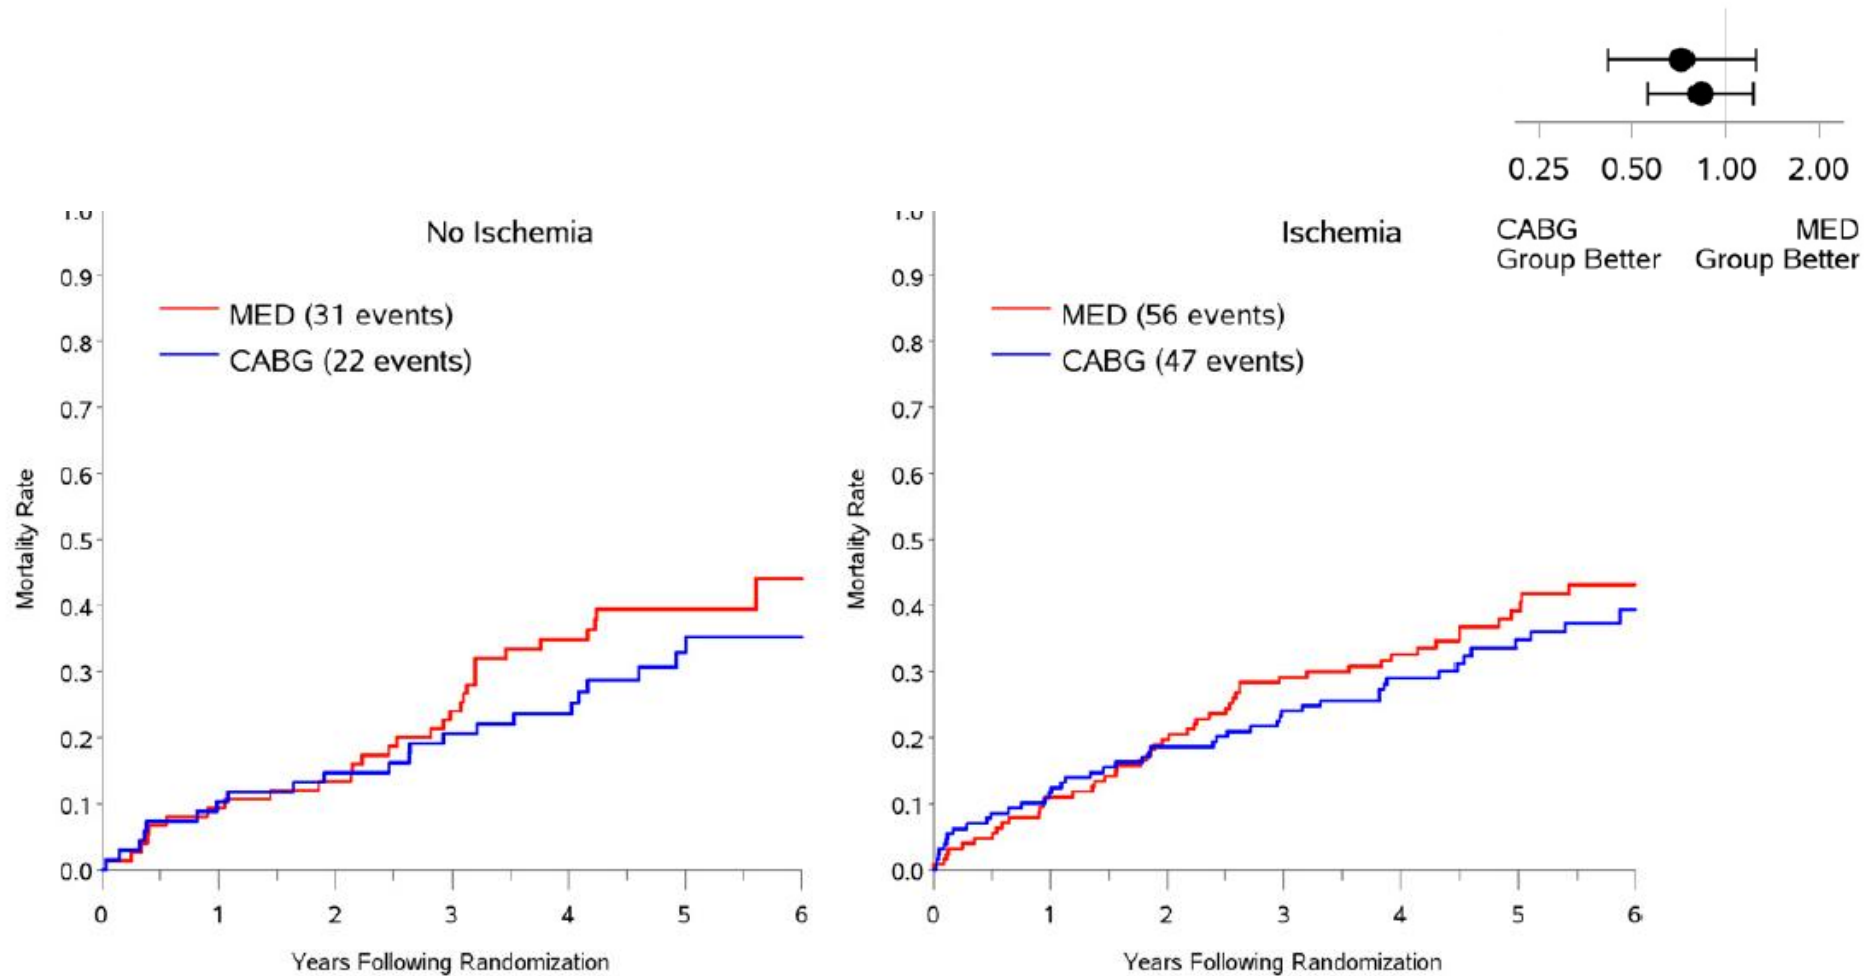 0.25 0.50 1.00 2.00
CABG MED
Group Better Group Better
No Ischemia
MED (31 events)
CABG (22 events)
Mortality Rate
1.0
0.9
0.8
0.7
0.6
0.5
0.4
0.3
0.2
0.1
0.0
0 1 2 3 4 5 6
Years Following Randomization
Ischemia
MED (56 events)
CABG (47 events)
Mortality Rate
1.0
0.9
0.8
0.7
0.6
0.5
0.4
0.3
0.2
0.1
0.0
0 1 2 3 4 5 6
Years Following Randomization